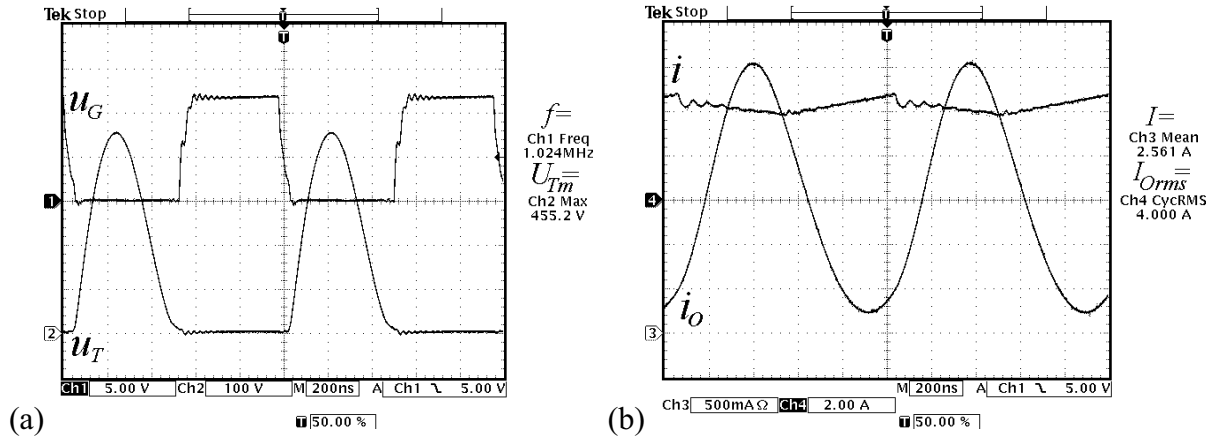 Tek Stop
T
T
u_G
1
2
u_T
f=
Ch1 Freq
1.024MHz
U_Tm=
Ch2 Max
455.2 V
Ch1 5.00 V Ch2 100 V M 200ns A Ch1 5.00 V
T 50.00 %
(a)
Tek Stop
T
T
i
4
i_O
3
I=
Ch3 Mean
2.561 A
I_Orms=
Ch4 CycRMS
4.000 A
M 200ns A Ch1 5.00 V
Ch3 500mA Ω Ch4 2.00 A
T 50.00 %
(b)